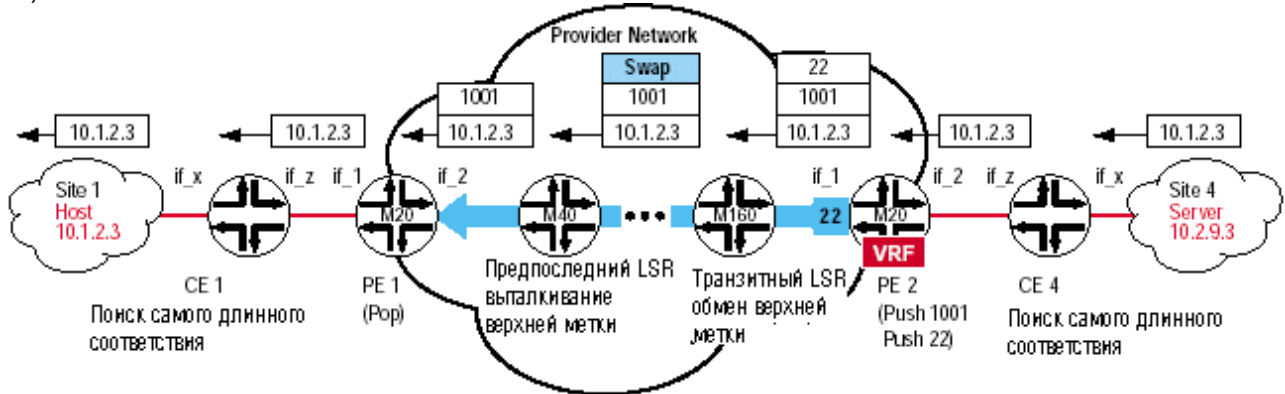 Provider Network
Swap
22
1001
1001
1001
10.1.2.3
10.1.2.3
10.1.2.3
10.1.2.3
10.1.2.3
10.1.2.3
10.1.2.3
Site 1
Host
10.1.2.3
if_x
if_z
if_1
if_2
if_1
if_2
if_z
if_x
Site 4
Server
10.2.9.3
M20
M40
M160
22
M20
VRF
CE 1
Поиск самого длинного
соответствия
PE 1
(Pop)
Предпоследний LSR
выталкивание
верхней метки
Транзитный LSR
обмен верхней
метки
PE 2
(Push 1001
Push 22)
CE 4
Поиск самого длинного
соответствия